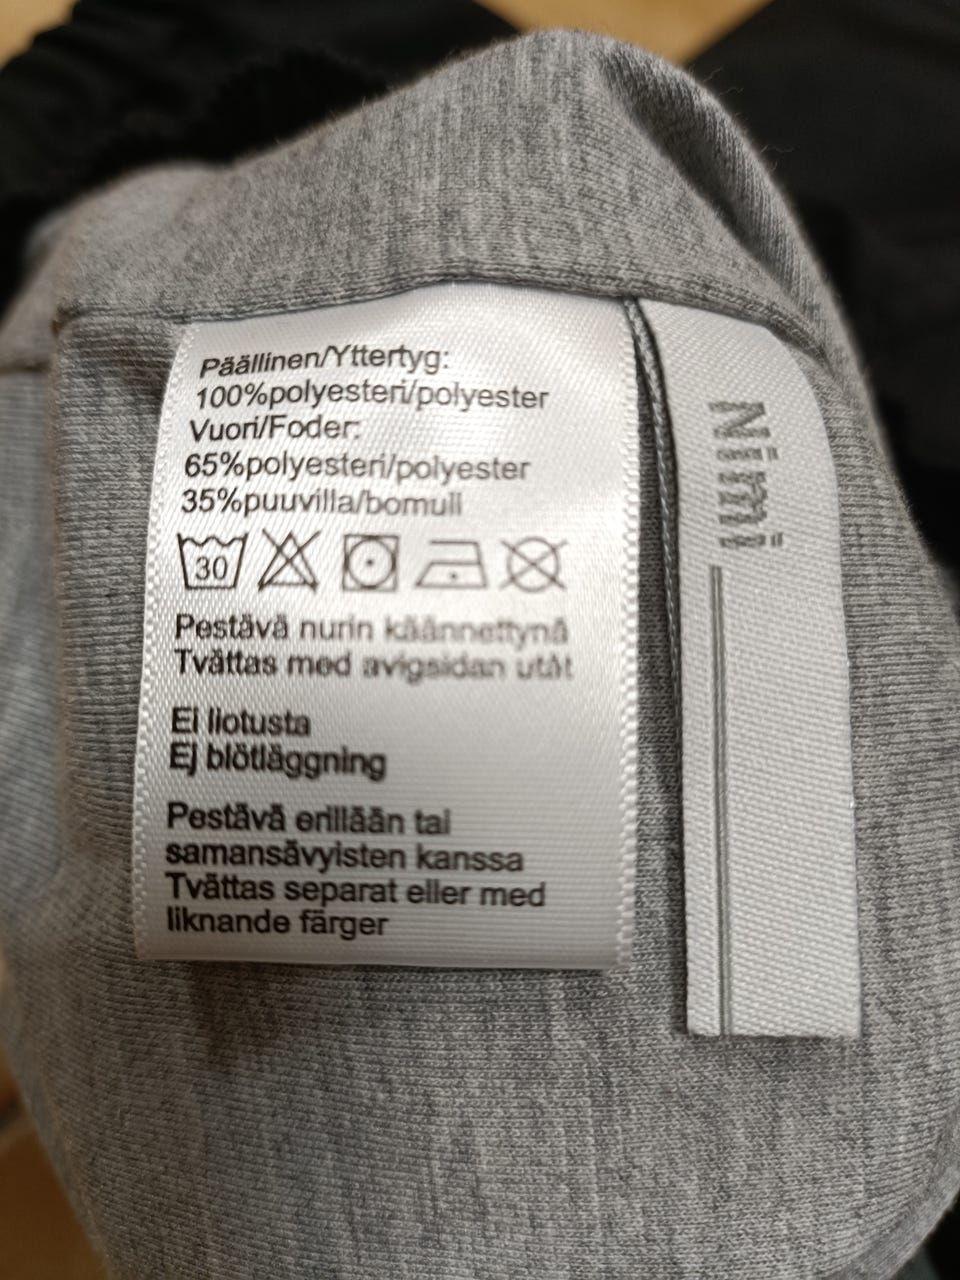 Päällinen/Yttertyg:
100%polyesteri/polyester
Vuori/Foder:
65%polyesteri/polyester
35%puuvilla/bomull
30
Pestävä nurin käännettynä
Tvättas med avigsidan utåt
Ei liotusta
Ej blötläggning
Pestävä erillään tai
samansävyisten kanssa
Tvättas separat eller med
liknande färger
Nimi